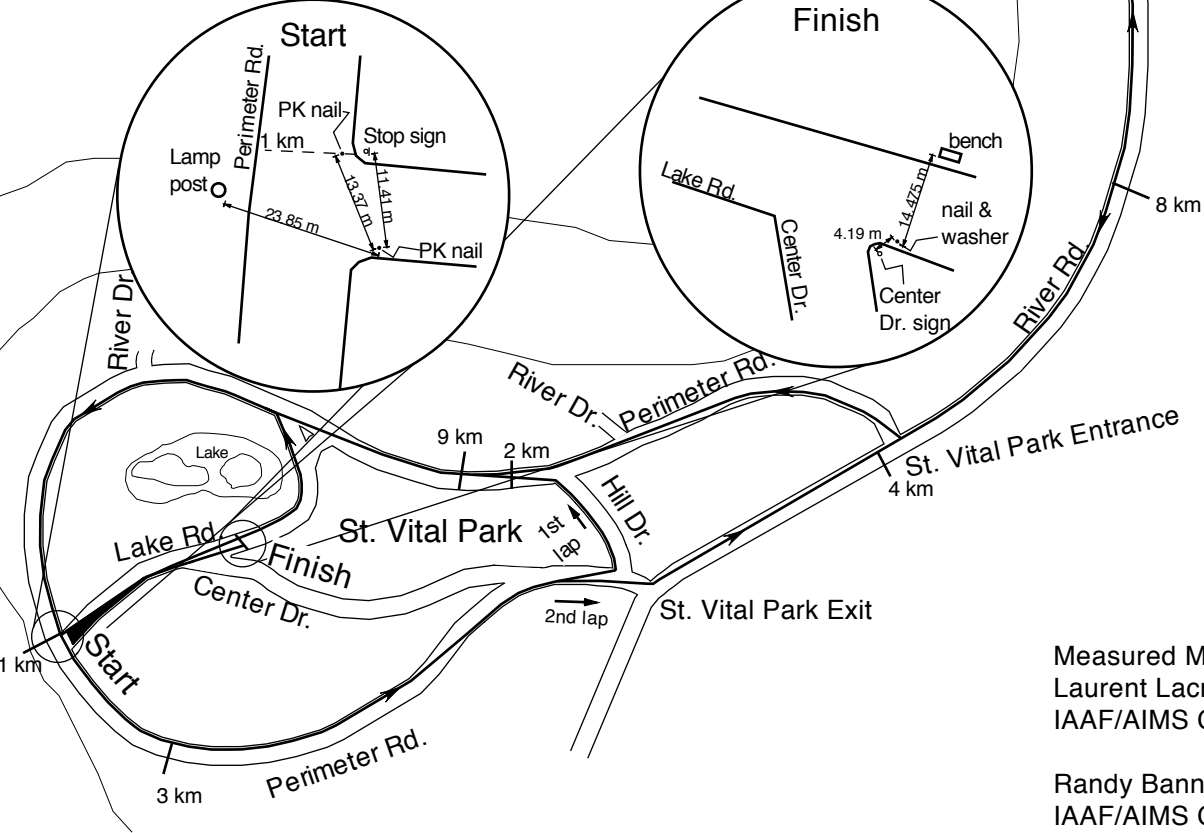 Start
Perimeter Rd.
PK nail
1 km
Stop sign
Lamp
post
13.37 m
11.41 m
23.85 m
PK nail
Finish
bench
Lake Rd.
14.475 m
nail &
washer
4.19 m
Center Dr.
Center
Dr. sign
8 km
River Rd.
River Dr.
River Dr.
Perimeter Rd.
9 km
2 km
St. Vital Park Entrance
4 km
Lake
Hill Dr.
1st
lap
St. Vital Park
Lake Rd.
Finish
Center Dr.
2nd lap
St. Vital Park Exit
Start
1 km
3 km
Perimeter Rd.
Measured
Laurent
IAAF/AIMS
Randy
IAAF/AIMS